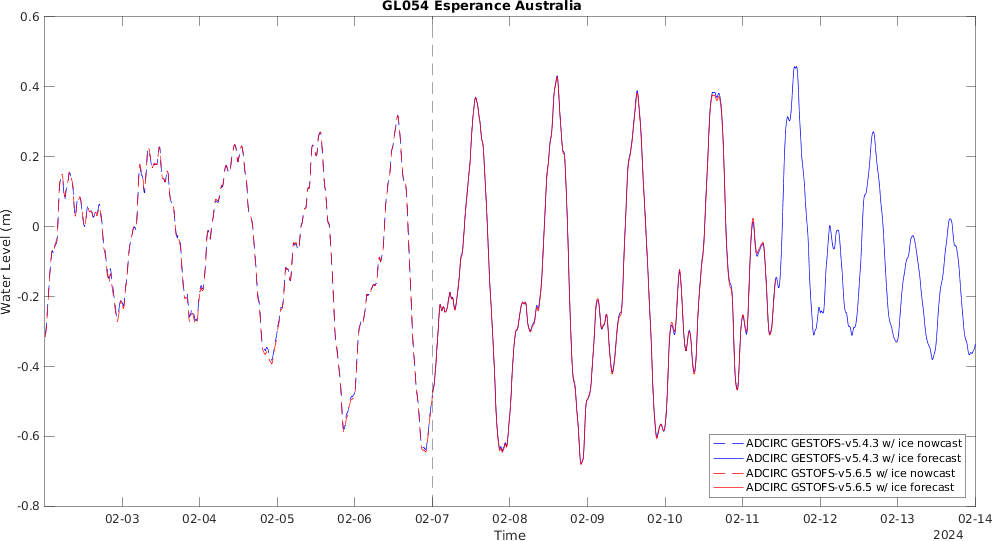 GL054 Esperance Australia
0.6
0.4
0.2
0
-0.2
-0.4
-0.6
-0.8
Water Level (m)
ADCIRC GESTOFS-v5.4.3 w/ ice nowcast
ADCIRC GESTOFS-v5.4.3 w/ ice forecast
ADCIRC GSTOFS-v5.6.5 w/ ice nowcast
ADCIRC GSTOFS-v5.6.5 w/ ice forecast
02-03 02-04 02-05 02-06 02-07 02-08 02-09 02-10 02-11 02-12 02-13 02-14
Time
2024